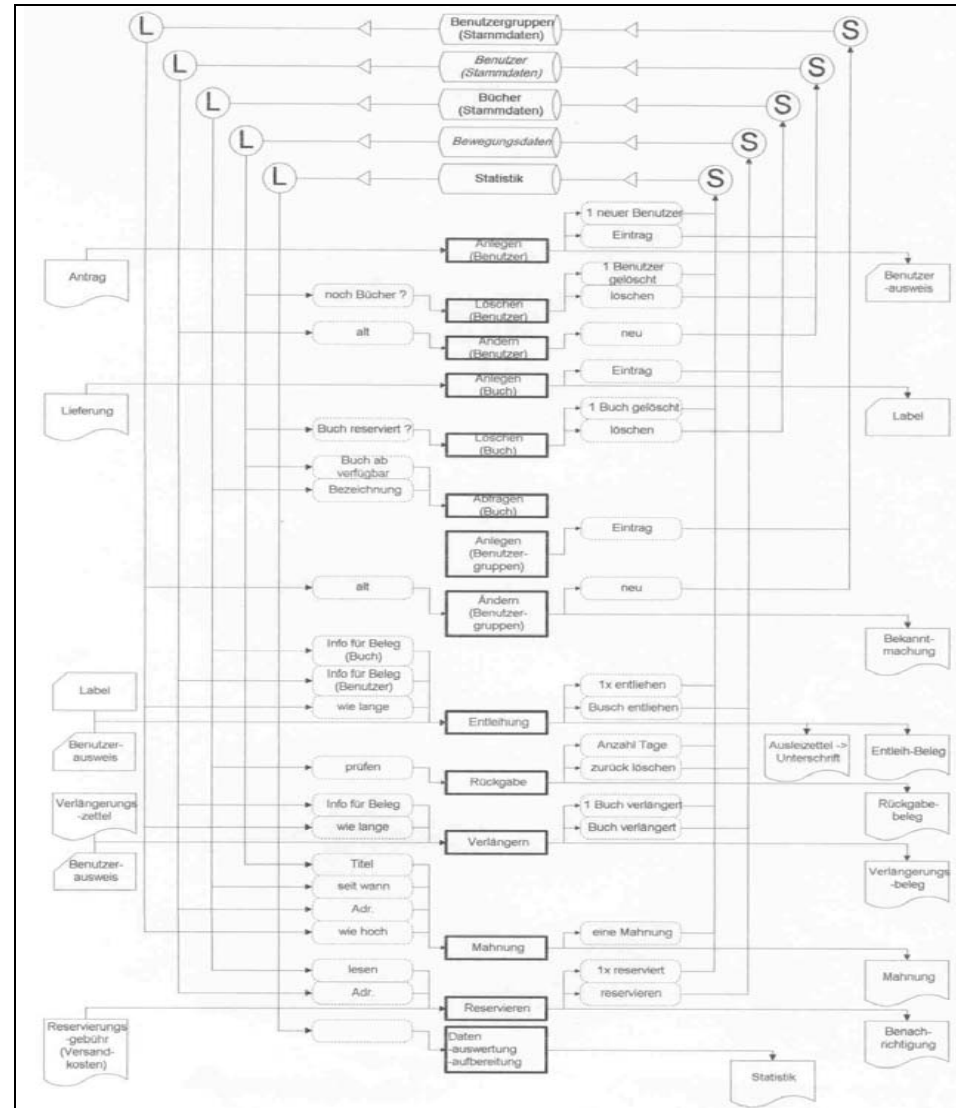 L
Benutzergruppen
(Stammdaten)
S
L
Benutzer
(Stammdaten)
S
L
Bücher
(Stammdaten)
S
L
Bewegungsdaten
S
L
Statistik
S
1 neuer Benutzer
Eintrag
Anlegen
(Benutzer)
Antrag
Benutzer
-ausweis
1 Benutzer
gelöscht
noch Bücher ?
löschen
Löschen
(Benutzer)
alt
neu
Ändern
(Benutzer)
Anlegen
(Buch)
Eintrag
Lieferung
Label
1 Buch gelöscht
Buch reserviert ?
löschen
Löschen
(Buch)
Buch ab
verfügbar
Bezeichnung
Abfragen
(Buch)
Eintrag
Anlegen
(Benutzer-
gruppen)
alt
neu
Ändern
(Benutzer-
gruppen)
Bekannt-
machung
Info für Beleg
(Buch)
Info für Beleg
(Benutzer)
wie lange
Label
1x entliehen
Busch entliehen
Entleihung
Benutzer-
ausweis
Ausleizettel ->
Unterschrift
Entleih-Beleg
Anzahl Tage
prüfen
zurück löschen
Rückgabe
Rückgabe-
beleg
Verlängerungs
-zettel
Info für Beleg
wie lange
1 Buch verlängert
Buch verlängert
Verlängern
Benutzer-
ausweis
Verlängerungs
-beleg
Titel
seit wann
Adr.
wie hoch
eine Mahnung
Mahnung
Mahnung
lesen
Adr.
1x reserviert
reservieren
Reservieren
Reservierungs
-gebühr
(Versand-
kosten)
Benach-
richtigung
Daten
-auswertung
-aufbereitung
Statistik